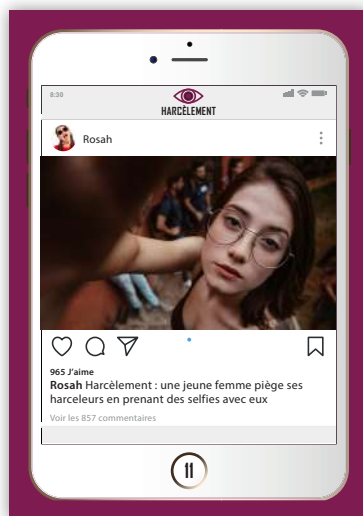 8:30
HARCÈLEMENT
Rosah
965 J'aime
Rosah Harcèlement : une jeune femme piège ses
harceleurs en prenant des selfies avec eux
Voir les 857 commentaires
11